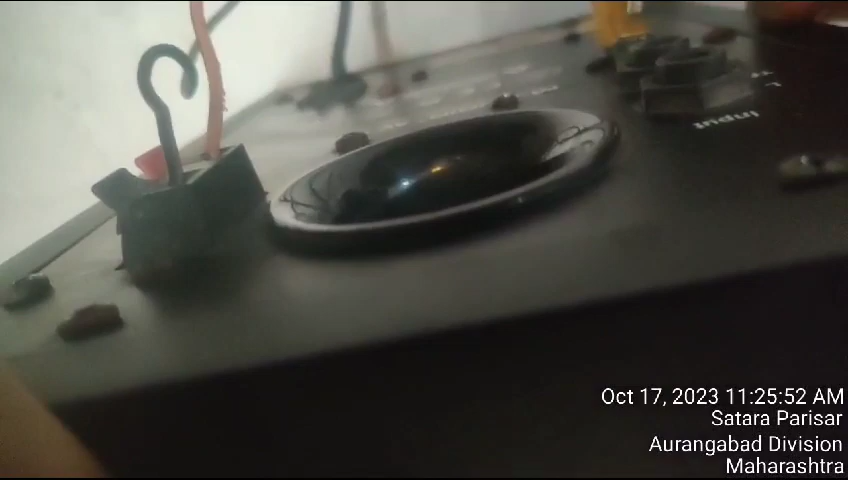 Input
L
Oct 17, 2023 11:25:52 AM
Satara Parisar
Aurangabad Division
Maharashtra